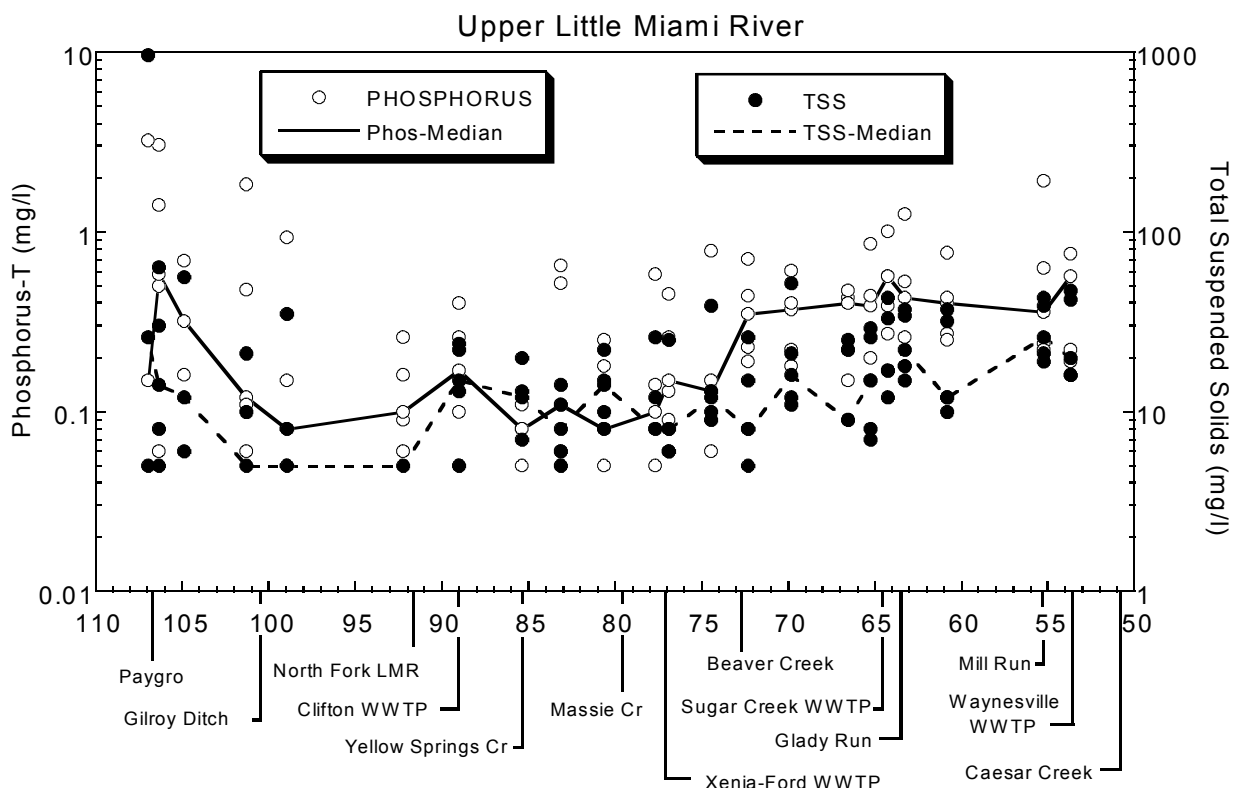 Upper Little Miami River
10
1000
PHOSPHORUS
Phos-Median
TSS
TSS-Median
1
100
0.1
10
0.01
1
Phosphorus-T (mg/l)
Total Suspended Solids (mg/l)
110 105 100 95 90 85 80 75 70 65 60 55 50
Paygro
Gilroy Ditch
North Fork LMR
Clifton WWTP
Yellow Springs Cr
Massie Cr
Beaver Creek
Sugar Creek WWTP
Glady Run
Xenia-Ford WWTP
Mill Run
Waynesville
WWTP
Caesar Creek